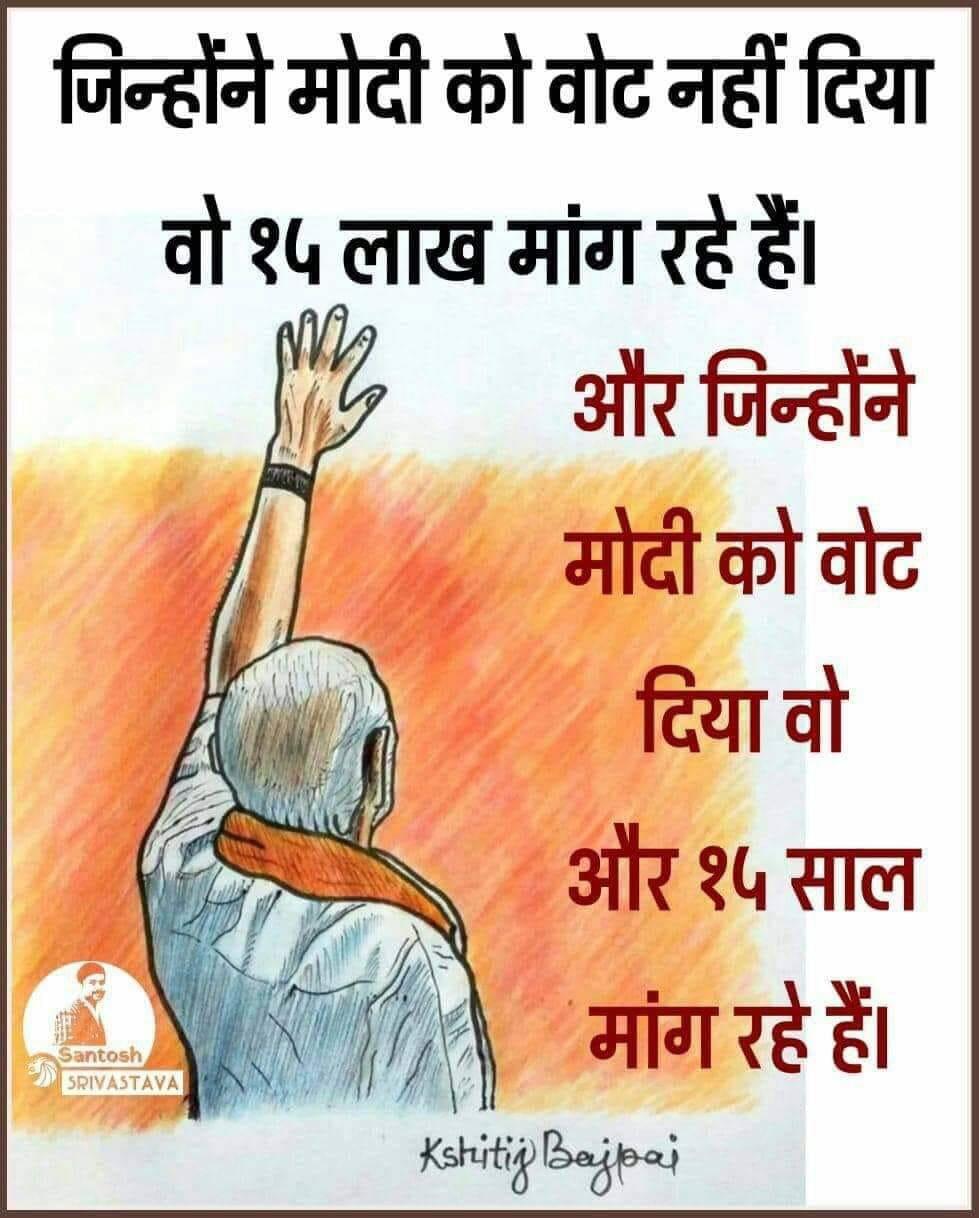 जिन्होंने मोदी को वोट नहीं दिया
वो १५ लाख मांग रहे हैं।
और जिन्होंने
मोदी को वोट
दिया वो
और १५ साल
मांग रहे हैं।
Santosh
SRIVASTAVA
Kshitij Bajpai